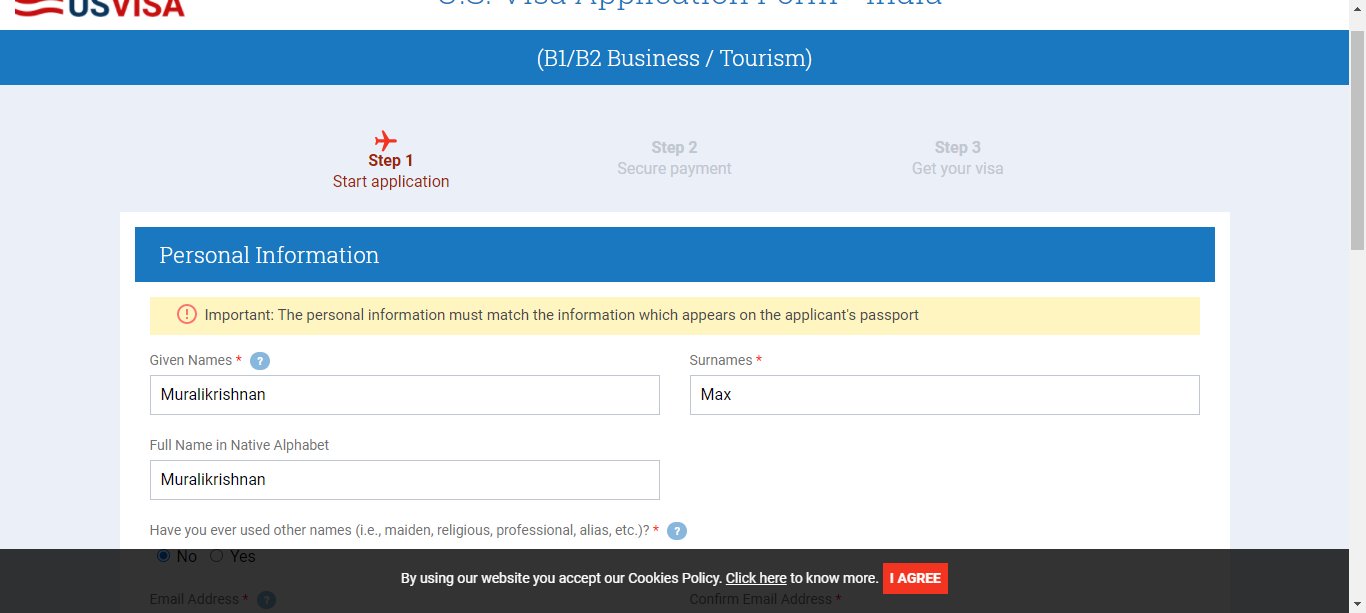 USVISA
U.S. Visa Application Form - India
(B1/B2 Business / Tourism)
Step 1
Start application
Step 2
Secure payment
Step 3
Get your visa
Personal Information
! Important: The personal information must match the information which appears on the applicant's passport
Given Names * ?
Surnames *
Muralikrishnan
Max
Full Name in Native Alphabet
Muralikrishnan
Have you ever used other names (i.e., maiden, religious, professional, alias, etc.)? * ?
No Yes
By using our website you accept our Cookies Policy. Click here to know more. I AGREE
Email Address * ?
Confirm Email Address *